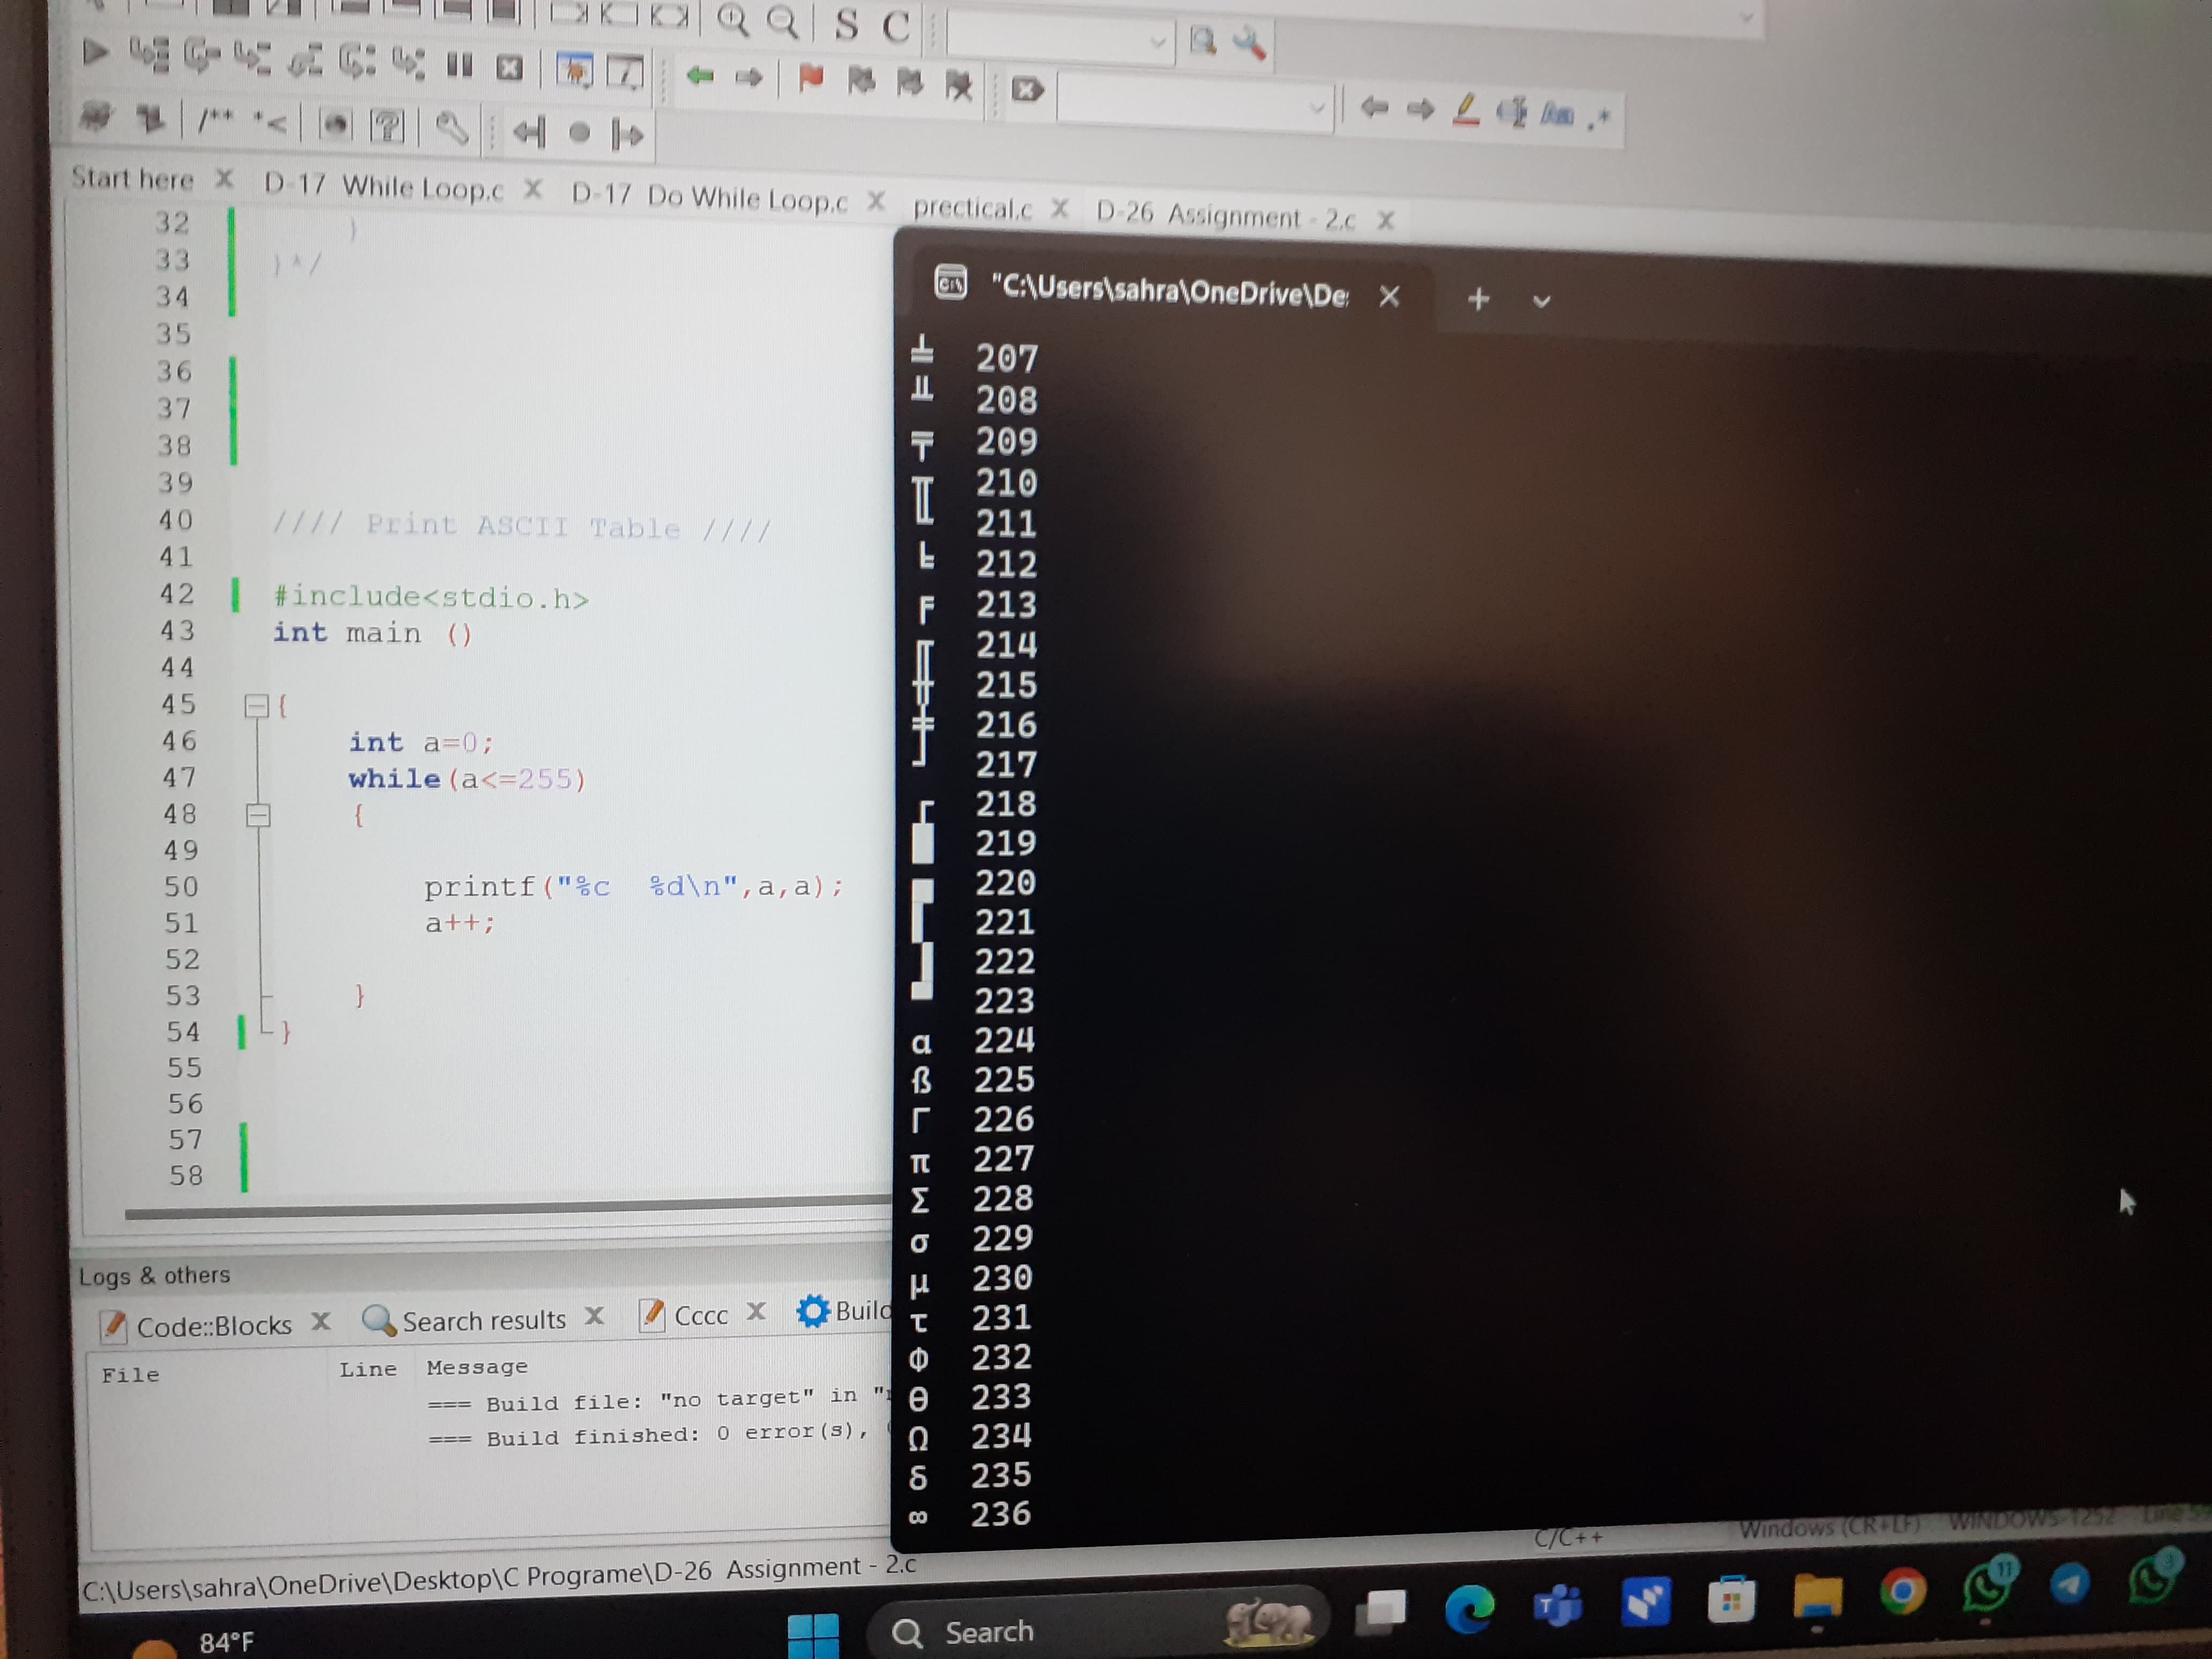 S C
/** *<
.*
Start here D-17 While Loop.c D-17 Do While Loop.c prectical.c D-26 Assignment - 2.c
32 }
33 }*/
34
35
36
37
38
39
40 //// Print ASCII Table ////
41
42 #include<stdio.h>
43 int main ()
44
45 {
46 int a=0;
47 while(a<=255)
48 {
49
50 printf("%c  %d\n",a,a);
51 a++;
52
53 }
54 }
55
56
57
58
"C:\Users\sahra\OneDrive\De
╧ 207
╨ 208
╤ 209
╥ 210
╙ 211
╘ 212
╒ 213
╓ 214
╫ 215
╪ 216
┘ 217
┌ 218
█ 219
▄ 220
▌ 221
▐ 222
▀ 223
α 224
ß 225
Γ 226
π 227
Σ 228
σ 229
µ 230
τ 231
Φ 232
Θ 233
Ω 234
δ 235
∞ 236
Logs & others
Code::Blocks Search results Cccc Build
File Line Message
=== Build file: "no target" in "
=== Build finished: 0 error(s),
C/C++ Windows (CR+LF) WINDOWS-1252 Line
C:\Users\sahra\OneDrive\Desktop\C Programe\D-26 Assignment - 2.c
84°F Search 11